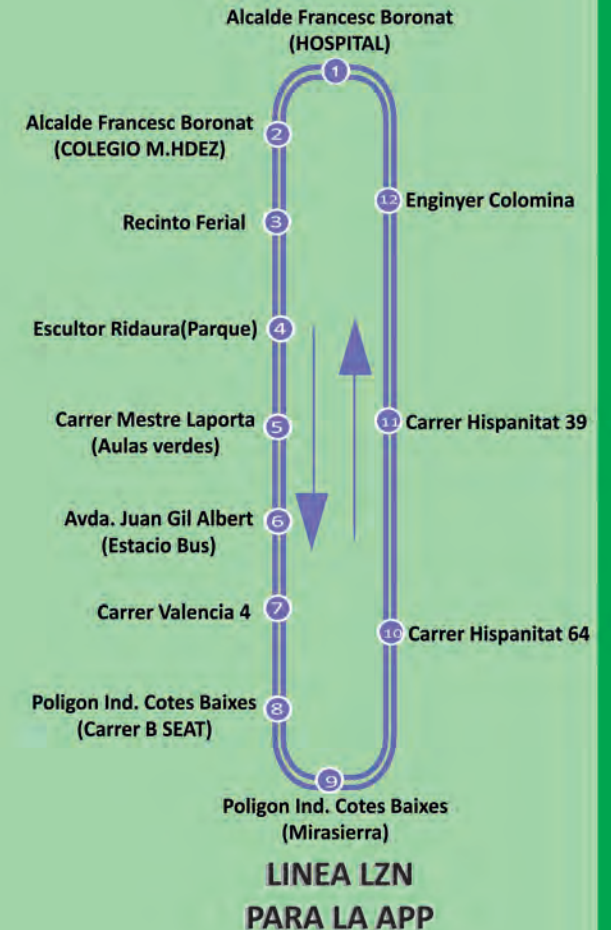 Alcalde Francesc Boronat
(HOSPITAL)
1
Alcalde Francesc Boronat
(COLEGIO M.HDEZ)
2
Recinto Ferial
3
Escultor Ridaura(Parque)
4
Carrer Mestre Laporta
(Aulas verdes)
5
Avda. Juan Gil Albert
(Estacio Bus)
6
Carrer Valencia 4
7
Poligon Ind. Cotes Baixes
(Carrer B SEAT)
8
9
Poligon Ind. Cotes Baixes
(Mirasierra)
10 Carrer Hispanitat 64
11 Carrer Hispanitat 39
12 Enginyer Colomina
LINEA LZN
PARA LA APP